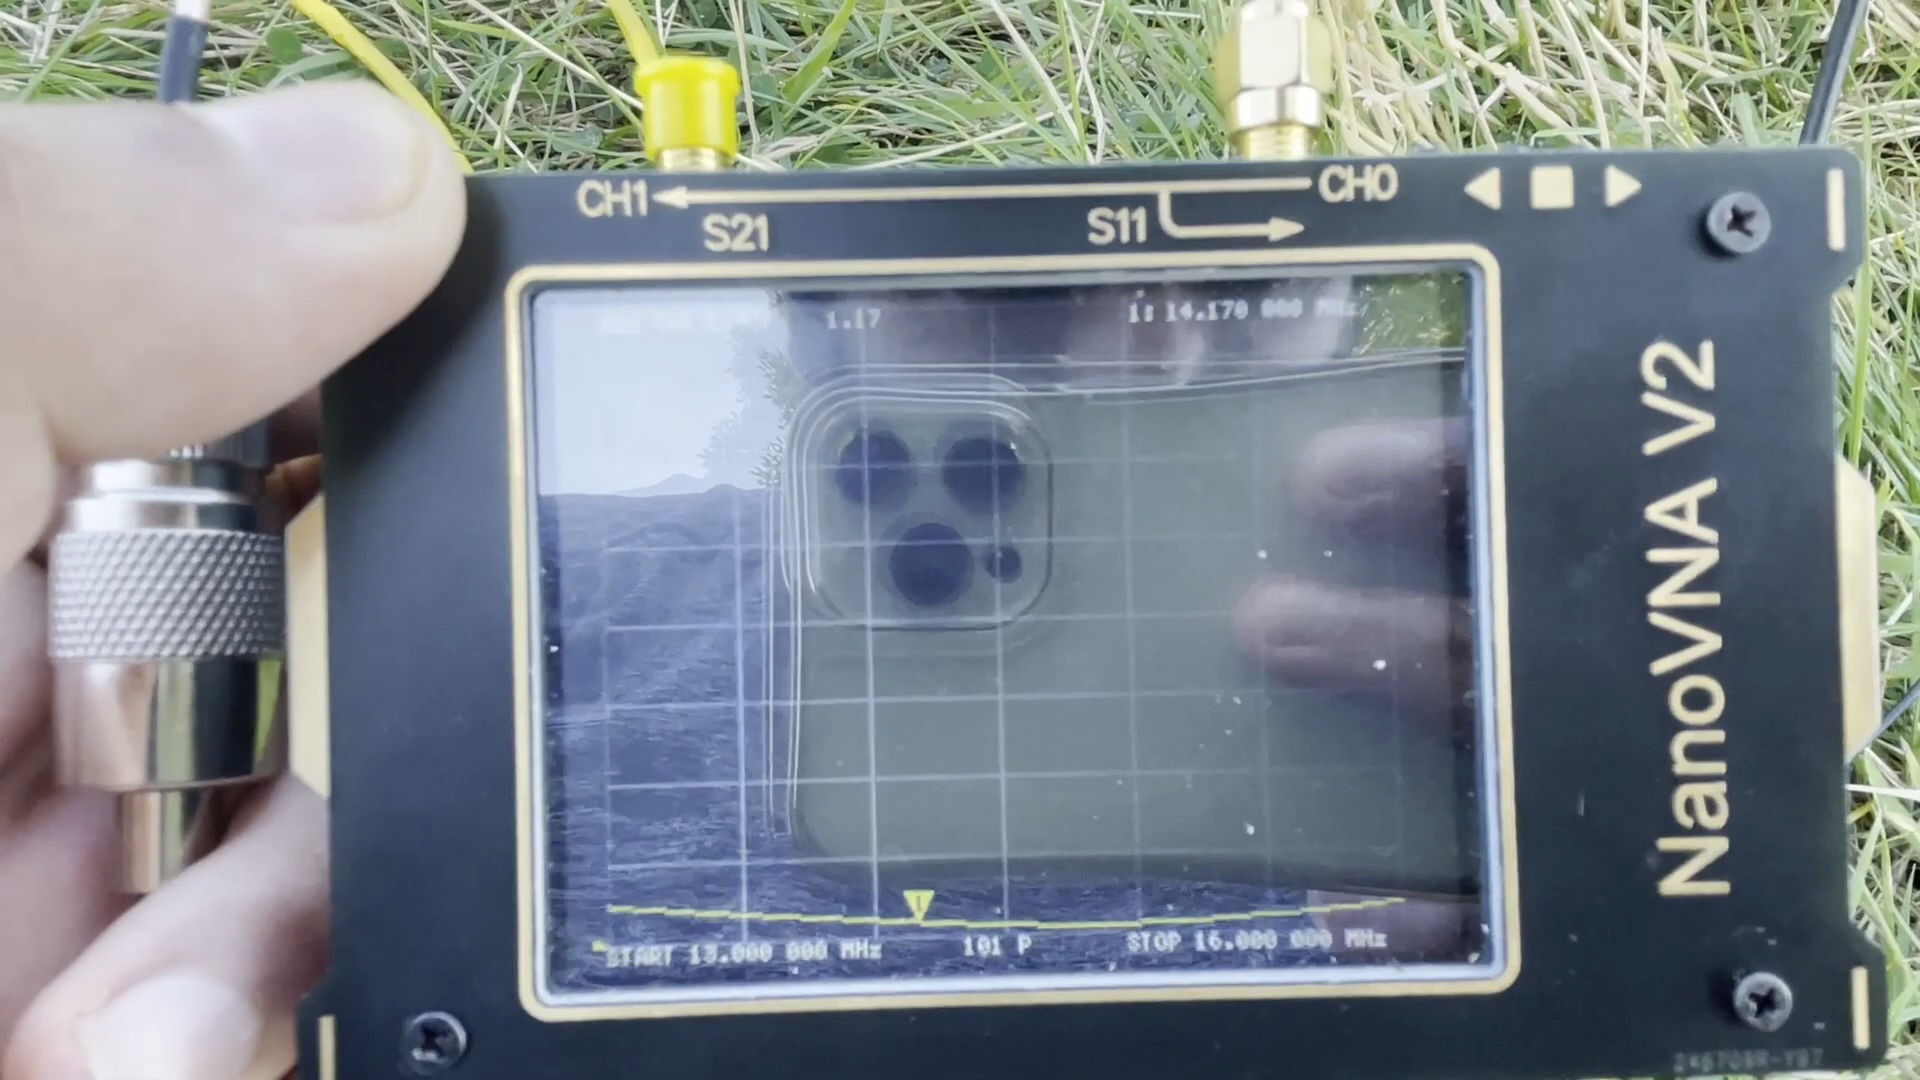 CH1
CH0
S21
S11
1.17
1: 14.170 000 MHz
NanoVNA V2
1
START 13.000 000 MHz
101 P
STOP 16.000 000 MHz